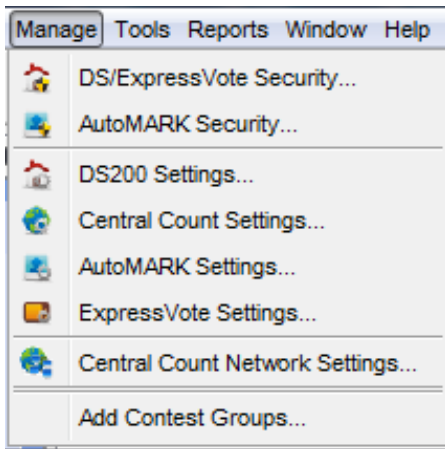 Manage Tools Reports Window Help
DS/ExpressVote Security...
AutoMARK Security...
DS200 Settings...
Central Count Settings...
AutoMARK Settings...
ExpressVote Settings...
Central Count Network Settings...
Add Contest Groups...